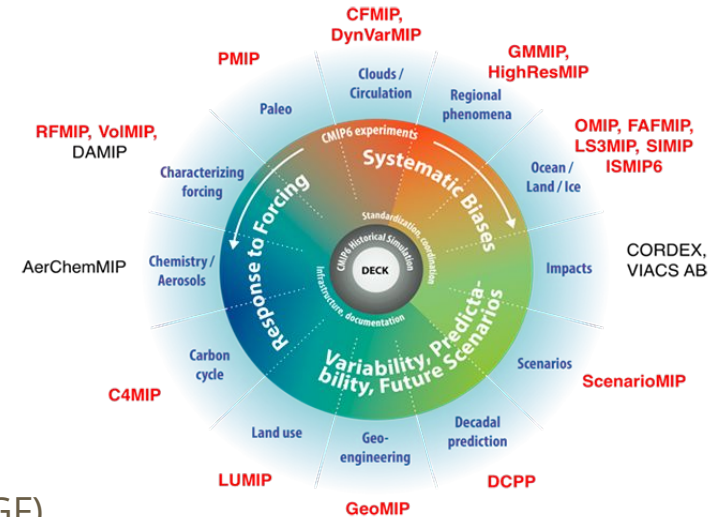 CFMIP,
DynVarMIP
GMMIP,
HighResMIP
PMIP
Clouds /
Circulation
Regional
phenomena
Paleo
RFMIP, VolMIP,
DAMIP
OMIP, FAFMIP,
LS3MIP, SIMIP
ISMIP6
CMIP6 experiments
Characterizing
forcing
Systematic Biases
Ocean /
Land / Ice
Response to Forcing
Standardization, coordination
CMIP6 Historical Simulation
DECK
Infrastructure, documentation
AerChemMIP
Chemistry /
Aerosols
Impacts
CORDEX,
VIACS AB
Variability, Predicta-
bility, Future Scenarios
Carbon
cycle
Scenarios
C4MIP
ScenarioMIP
Land use
Geo-
engineering
Decadal
prediction
LUMIP
GeoMIP
DCPP
GF)